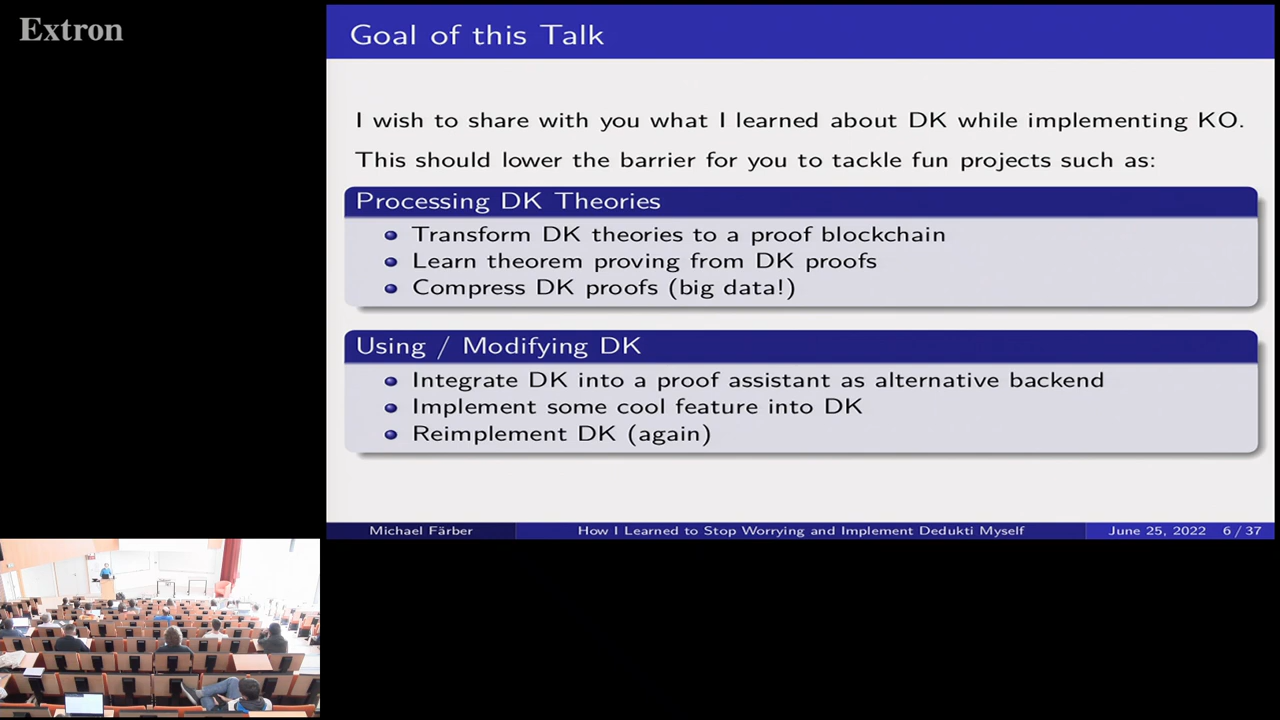 Extron
Goal of this Talk
I wish to share with you what I learned about DK while implementing KO.
This should lower the barrier for you to tackle fun projects such as:
Processing DK Theories
Transform DK theories to a proof blockchain
Learn theorem proving from DK proofs
Compress DK proofs (big data!)
Using / Modifying DK
Integrate DK into a proof assistant as alternative backend
Implement some cool feature into DK
Reimplement DK (again)
Michael Färber How I Learned to Stop Worrying and Implement Dedukti Myself June 25, 2022 6 / 37